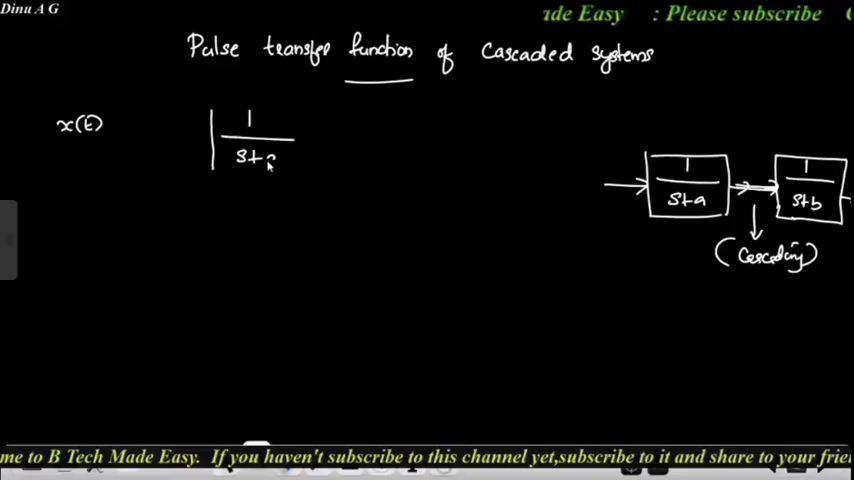 Dinu A G
ade Easy : Please subscribe
Pulse transfer function of Cascaded Systems
x(t)
1
s+a
1
s+a
1
s+b
(Cascading)
me to B Tech Made Easy. If you haven't subscribe to this channel yet,subscribe to it and share to your frie